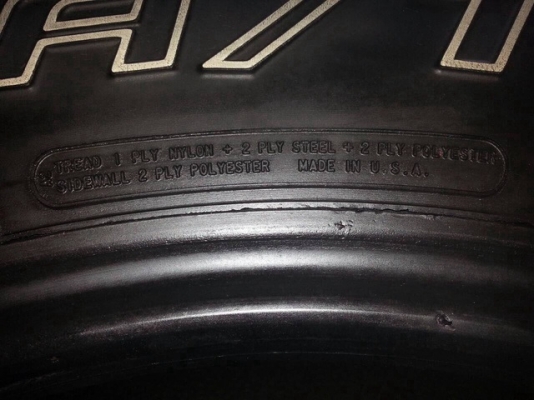 A/T
TREAD 1 PLY NYLON + 2 PLY STEEL + 2 PLY POLYESTER
SIDEWALL 2 PLY POLYESTER MADE IN U.S.A.